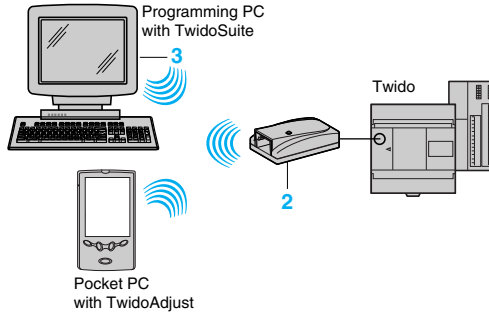 Programming PC
with TwidoSuite
3
Twido
2
Pocket PC
with TwidoAdjust